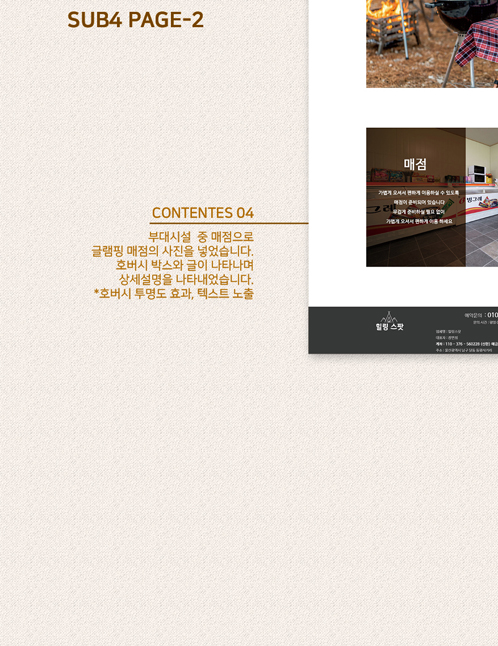 SUB4 PAGE-2
CONTENTES 04
부대시설 중 매점으로
글램핑 매점의 사진을 넣었습니다.
호버시 박스와 글이 나타나며
상세설명을 나타내었습니다.
*호버시 투명도 효과, 텍스트 노출
매점
가볍게 오셔서 편하게 이용하실 수 있도록
매점이 준비되어 있습니다
무겁게 준비하실 필요 없이
가볍게 오셔서 편하게 이용 하세요
빙그레
힐링 스팟
예약문의 : 010